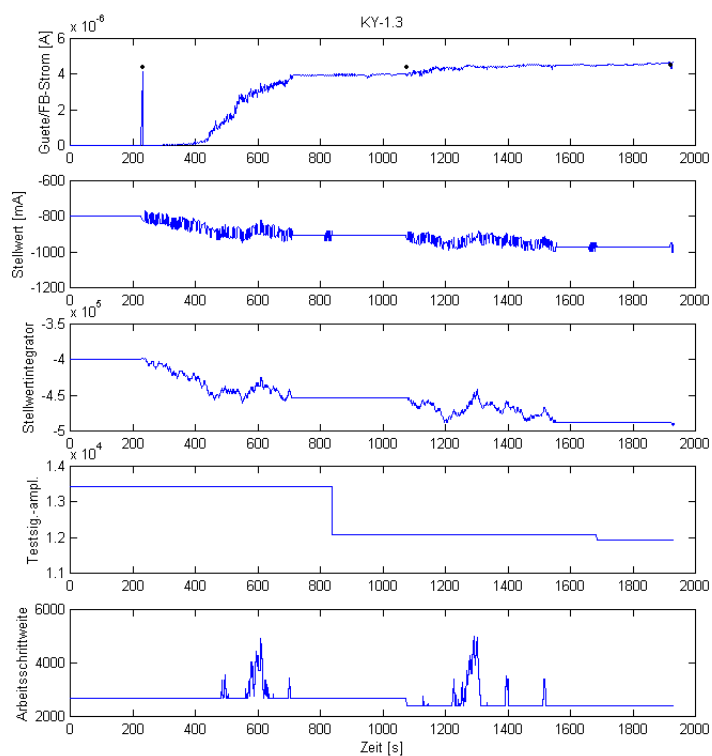 KY-1.3
x 10^-6
Guete/FB-Strom [A]
6
4
2
0
0 200 400 600 800 1000 1200 1400 1600 1800 2000
Stellwert [mA]
-600
-800
-1000
-1200
0 200 400 600 800 1000 1200 1400 1600 1800 2000
x 10^5
Stellwertintegrator
-3.5
-4
-4.5
-5
0 200 400 600 800 1000 1200 1400 1600 1800 2000
x 10^4
Testsig.-ampl.
1.4
1.3
1.2
1.1
0 200 400 600 800 1000 1200 1400 1600 1800 2000
Arbeitsschrittweite
6000
4000
2000
0 200 400 600 800 1000 1200 1400 1600 1800 2000
Zeit [s]